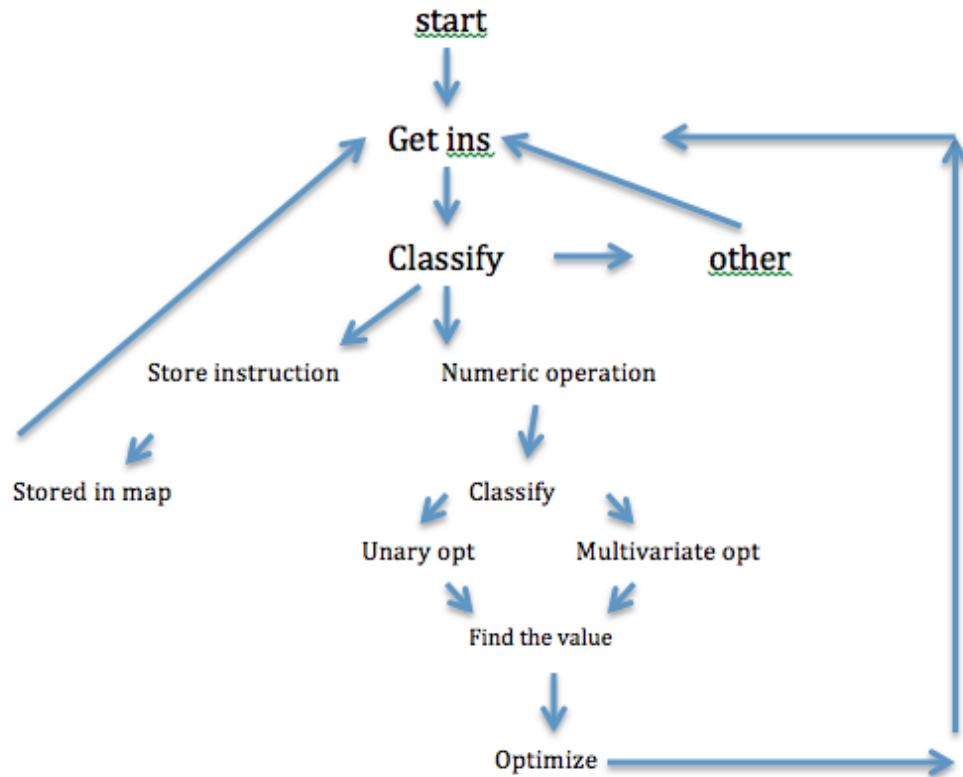 start
Get ins
Classify
other
Store instruction
Numeric operation
Stored in map
Classify
Unary opt
Multivariate opt
Find the value
Optimize